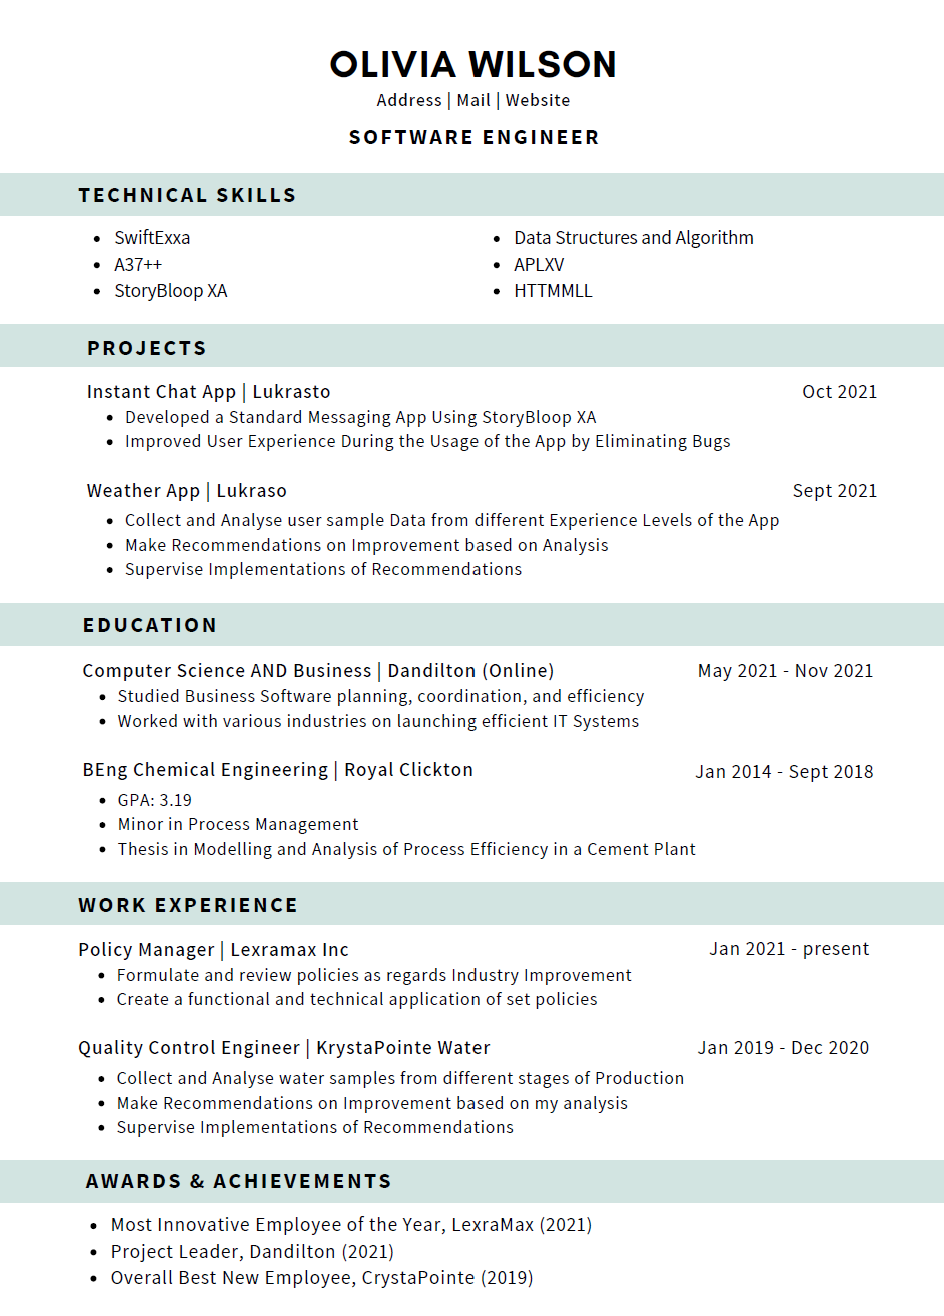 OLIVIA WILSON
Address | Mail | Website
SOFTWARE ENGINEER
TECHNICAL SKILLS
• SwiftExxa
• A37++
• StoryBloop XA
• Data Structures and Algorithm
• APLXV
• HTTMMLL
PROJECTS
Instant Chat App | Lukrasto Oct 2021
• Developed a Standard Messaging App Using StoryBloop XA
• Improved User Experience During the Usage of the App by Eliminating Bugs
Weather App | Lukraso Sept 2021
• Collect and Analyse user sample Data from different Experience Levels of the App
• Make Recommendations on Improvement based on Analysis
• Supervise Implementations of Recommendations
EDUCATION
Computer Science AND Business | Dandilton (Online) May 2021 - Nov 2021
• Studied Business Software planning, coordination, and efficiency
• Worked with various industries on launching efficient IT Systems
BEng Chemical Engineering | Royal Clickton Jan 2014 - Sept 2018
• GPA: 3.19
• Minor in Process Management
• Thesis in Modelling and Analysis of Process Efficiency in a Cement Plant
WORK EXPERIENCE
Policy Manager | Lexramax Inc Jan 2021 - present
• Formulate and review policies as regards Industry Improvement
• Create a functional and technical application of set policies
Quality Control Engineer | KrystaPointe Water Jan 2019 - Dec 2020
• Collect and Analyse water samples from different stages of Production
• Make Recommendations on Improvement based on my analysis
• Supervise Implementations of Recommendations
AWARDS & ACHIEVEMENTS
• Most Innovative Employee of the Year, LexraMax (2021)
• Project Leader, Dandilton (2021)
• Overall Best New Employee, CrystaPointe (2019)